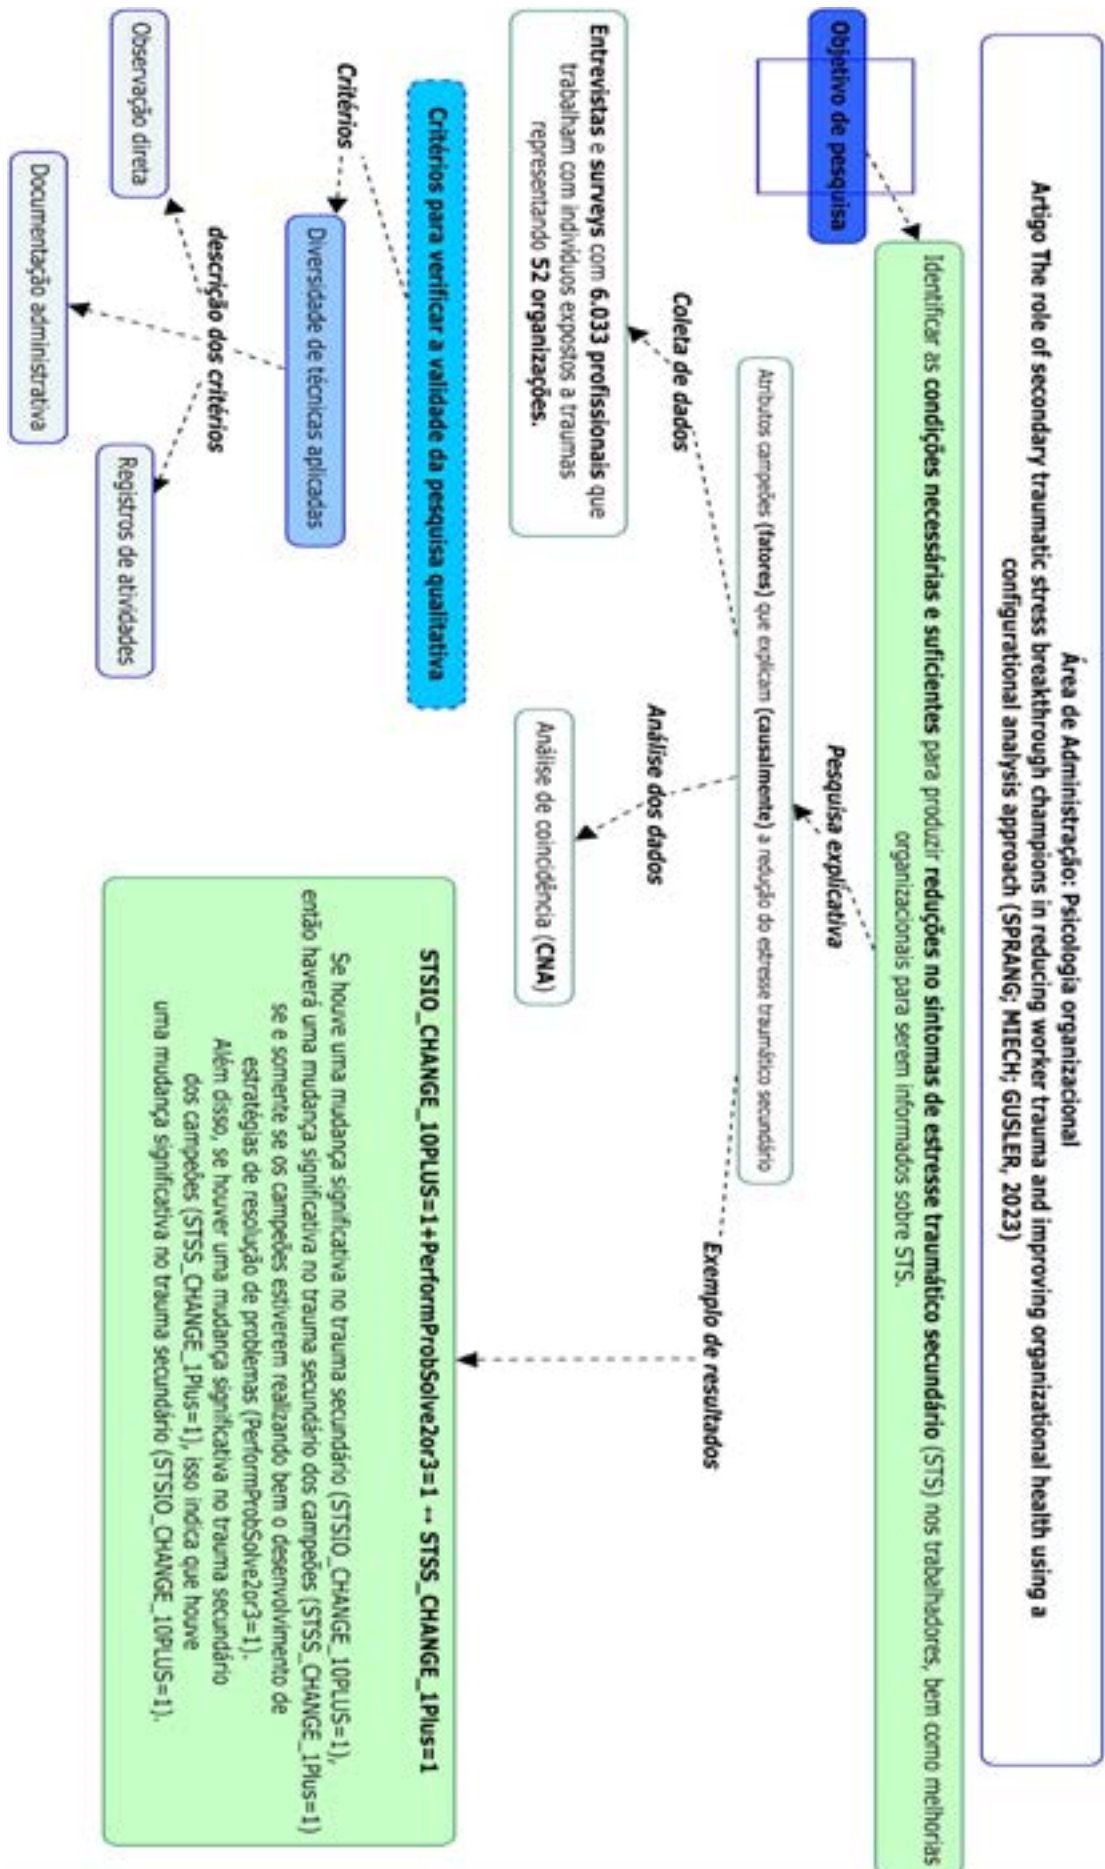 Área de Administração: Psicologia organizacional
Artigo The role of secondary traumatic stress breakthrough champions in reducing worker trauma and improving organizational health using a
configurational analysis approach (SPRANG; MIECH; GUSLER, 2023)
Objetivo de pesquisa
Identificar as condições necessárias e suficientes para produzir reduções no sintomas de estresse traumático secundário (STS) nos trabalhadores, bem como melhorias
organizacionais para serem informados sobre STS.
Pesquisa explicativa
Atributos campeões (fatores) que explicam (causalmente) a redução do estresse traumático secundário
Coleta de dados
Análise dos dados
Exemplo de resultados
Entrevistas e surveys com 6.033 profissionais que
trabalham com indivíduos expostos a traumas
representando 52 organizações.
Análise de coincidência (CNA)
STSIO_CHANGE_10PLUS=1+PerformProbSolve2or3=1 ↔ STSS_CHANGE_1Plus=1
Se houve uma mudança significativa no trauma secundário (STSIO_CHANGE_10PLUS=1),
então haverá uma mudança significativa no trauma secundário dos campeões (STSS_CHANGE_1Plus=1)
se e somente se os campeões estiverem realizando bem o desenvolvimento de
estratégias de resolução de problemas (PerformProbSolve2or3=1).
Além disso, se houver uma mudança significativa no trauma secundário
dos campeões (STSS_CHANGE_1Plus=1), isso indica que houve
uma mudança significativa no trauma secundário (STSIO_CHANGE_10PLUS=1).
Critérios para verificar a validade da pesquisa qualitativa
Critérios
Diversidade de técnicas aplicadas
descrição dos critérios
Observação direta
Registros de atividades
Documentação administrativa